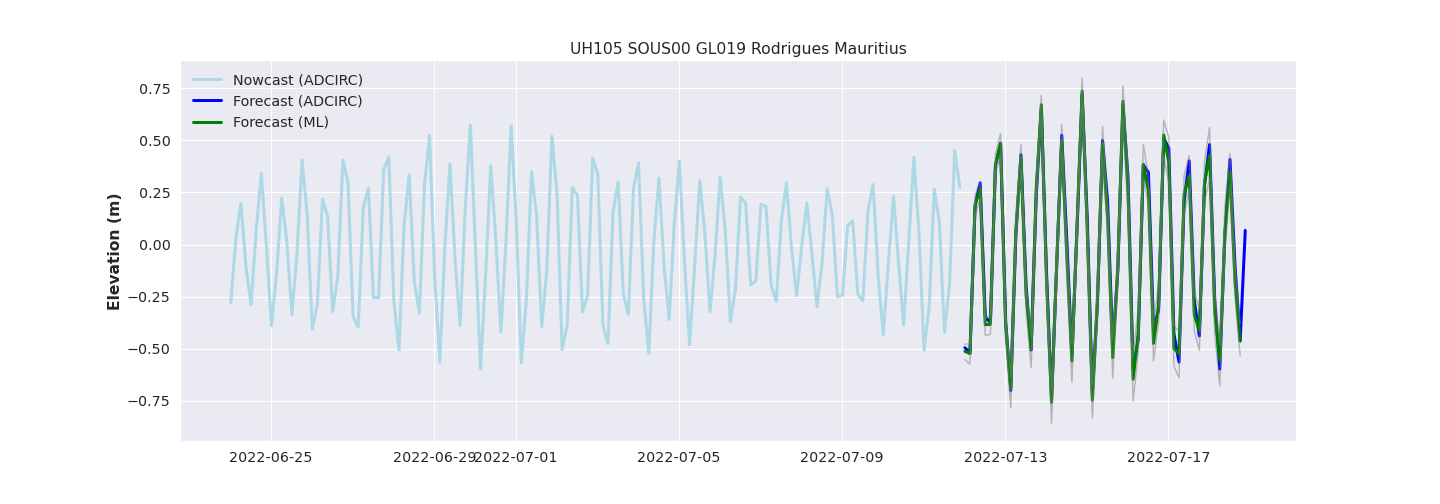 UH105 SOUS00 GL019 Rodrigues Mauritius
Nowcast (ADCIRC)
Forecast (ADCIRC)
Forecast (ML)
Elevation (m)
0.75
0.50
0.25
0.00
−0.25
−0.50
−0.75
2022-06-25 2022-06-29 2022-07-01 2022-07-05 2022-07-09 2022-07-13 2022-07-17